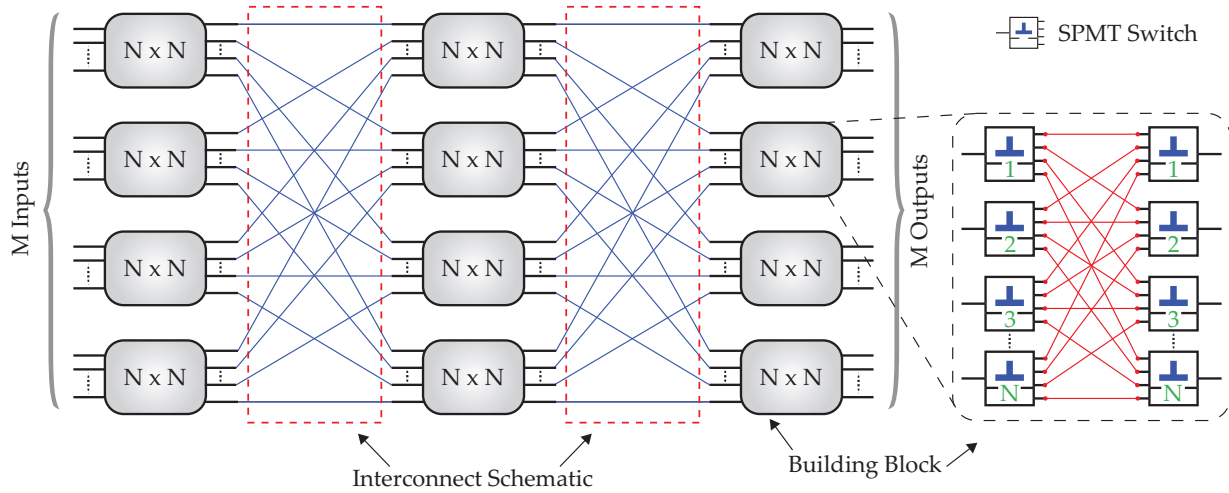 N x N
N x N
N x N
SPMT Switch
N x N
N x N
N x N
N x N
N x N
N x N
N x N
N x N
N x N
M Inputs
M Outputs
1
1
2
2
3
3
N
N
Interconnect Schematic
Building Block